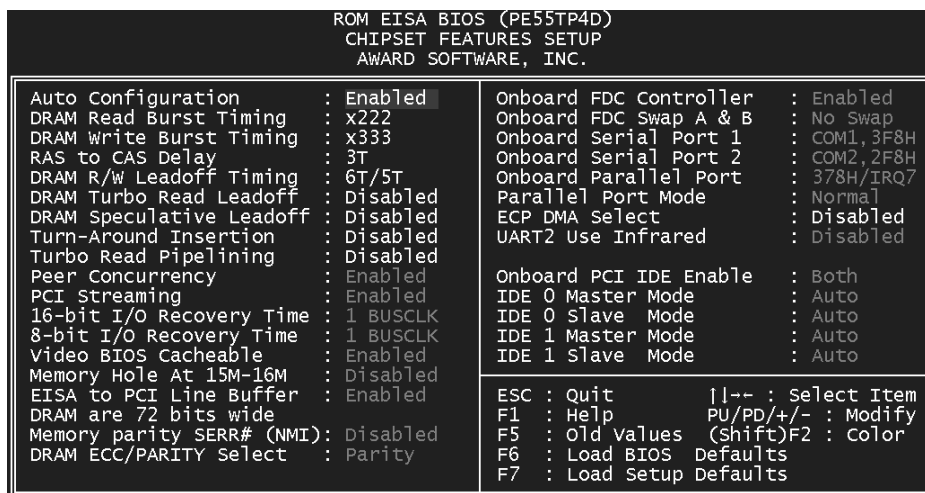 ROM EISA BIOS (PE55TP4D)
CHIPSET FEATURES SETUP
AWARD SOFTWARE, INC.
Auto Configuration : Enabled
DRAM Read Burst Timing : x222
DRAM Write Burst Timing : x333
RAS to CAS Delay : 3T
DRAM R/W Leadoff Timing : 6T/5T
DRAM Turbo Read Leadoff : Disabled
DRAM Speculative Leadoff : Disabled
Turn-Around Insertion : Disabled
Turbo Read Pipelining : Disabled
Peer Concurrency : Enabled
PCI Streaming : Enabled
16-bit I/O Recovery Time : 1 BUSCLK
8-bit I/O Recovery Time : 1 BUSCLK
Video BIOS Cacheable : Enabled
Memory Hole At 15M-16M : Disabled
EISA to PCI Line Buffer : Enabled
DRAM are 72 bits wide
Memory parity SERR# (NMI): Disabled
DRAM ECC/PARITY Select : Parity
Onboard FDC Controller : Enabled
Onboard FDC Swap A & B : No Swap
Onboard Serial Port 1 : COM1,3F8H
Onboard Serial Port 2 : COM2,2F8H
Onboard Parallel Port : 378H/IRQ7
Parallel Port Mode : Normal
ECP DMA Select : Disabled
UART2 Use Infrared : Disabled
Onboard PCI IDE Enable : Both
IDE 0 Master Mode : Auto
IDE 0 Slave Mode : Auto
IDE 1 Master Mode : Auto
IDE 1 Slave Mode : Auto
ESC : Quit ↑↓→← : Select Item
F1 : Help PU/PD/+/- : Modify
F5 : Old Values (Shift)F2 : Color
F6 : Load BIOS Defaults
F7 : Load Setup Defaults